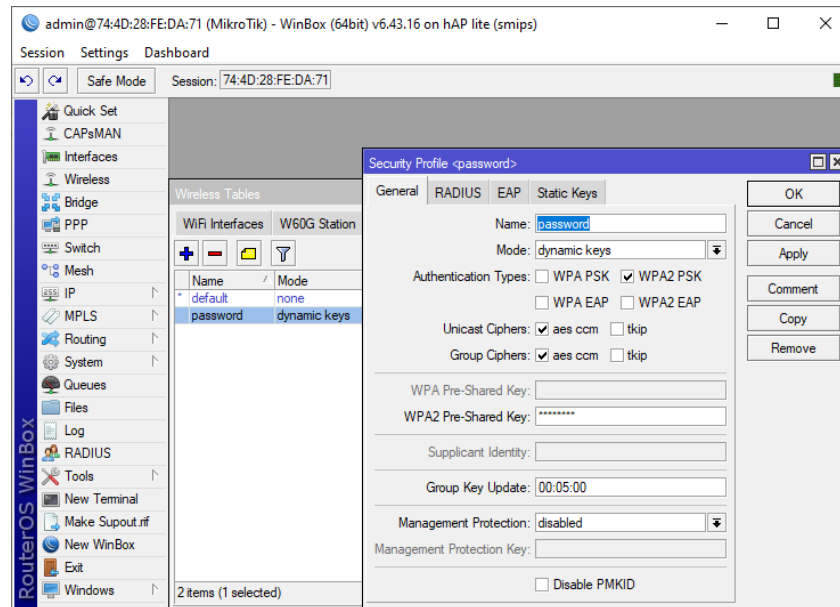 admin@74:4D:28:FE:DA:71 (MikroTik) - WinBox (64bit) v6.43.16 on hAP lite (smips)
Session Settings Dashboard
Safe Mode Session: 74:4D:28:FE:DA:71
RouterOS WinBox
Quick Set
CAPsMAN
Interfaces
Wireless
Bridge
PPP
Switch
Mesh
IP
MPLS
Routing
System
Queues
Files
Log
RADIUS
Tools
New Terminal
Make Supout.rif
New WinBox
Exit
Windows
Wireless Tables
WiFi Interfaces W60G Station
Name / Mode
* default none
password dynamic keys
2 items (1 selected)
Security Profile <password>
General RADIUS EAP Static Keys
Name: password
Mode: dynamic keys
Authentication Types: WPA PSK WPA2 PSK
WPA EAP WPA2 EAP
Unicast Ciphers: aes ccm tkip
Group Ciphers: aes ccm tkip
WPA Pre-Shared Key:
WPA2 Pre-Shared Key: ********
Supplicant Identity:
Group Key Update: 00:05:00
Management Protection: disabled
Management Protection Key:
Disable PMKID
OK
Cancel
Apply
Comment
Copy
Remove